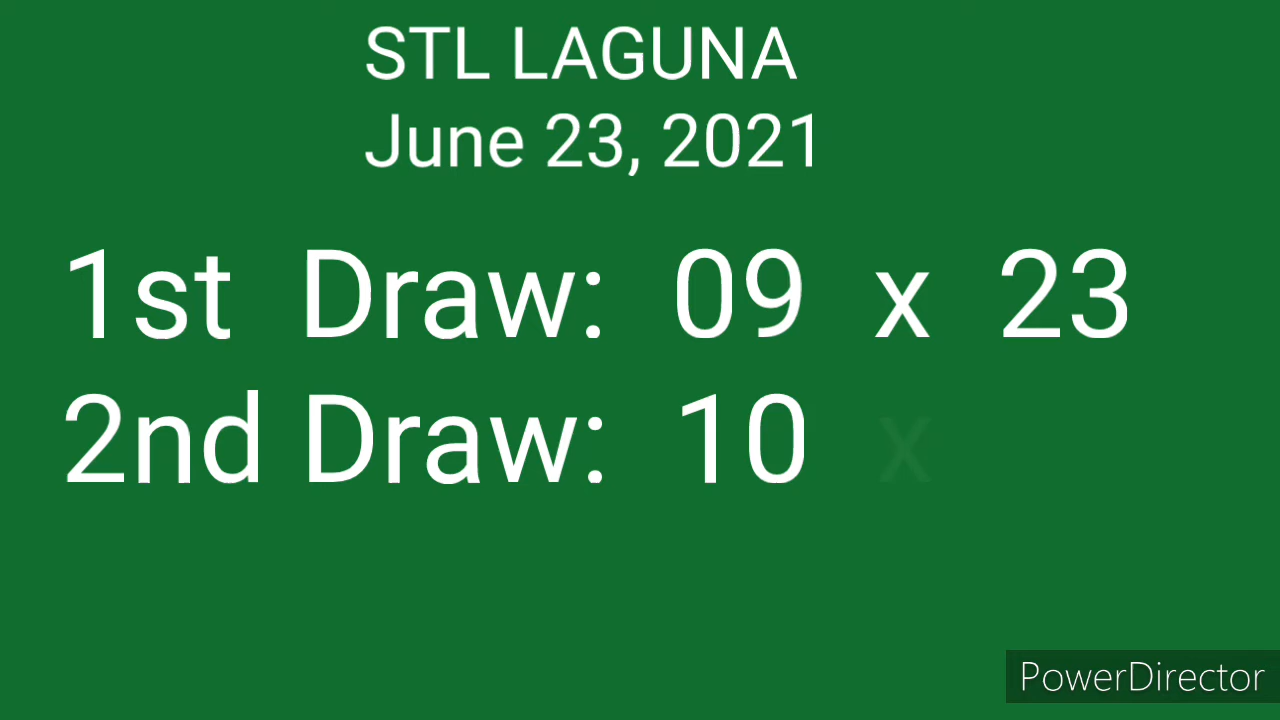 STL LAGUNA
June 23, 2021
1st Draw: 09 x 23
2nd Draw: 10 x
PowerDirector